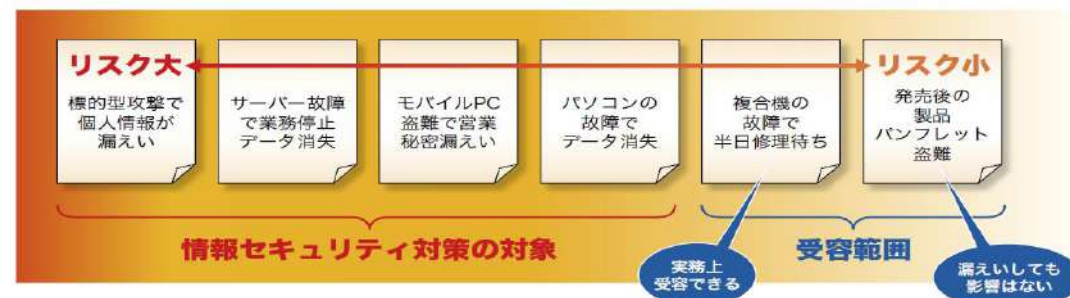 リスク大
標的型攻撃で
個人情報が
漏えい
サーバー故障
で業務停止
データ消失
モバイルPC
盗難で営業
秘密漏えい
パソコンの
故障で
データ消失
複合機の
故障で
半日修理待ち
リスク小
発売後の
製品
パンフレット
盗難
情報セキュリティ対策の対象
受容範囲
実務上
受容できる
漏えいしても
影響はない